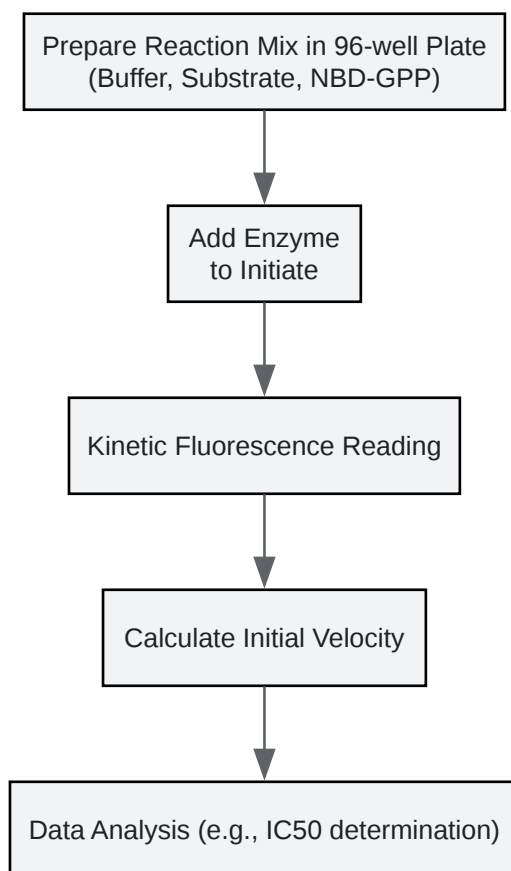 Prepare Reaction Mix in 96-well Plate
(Buffer, Substrate, NBD-GPP)
Add Enzyme
to Initiate
Kinetic Fluorescence Reading
Calculate Initial Velocity
Data Analysis (e.g., IC50 determination)